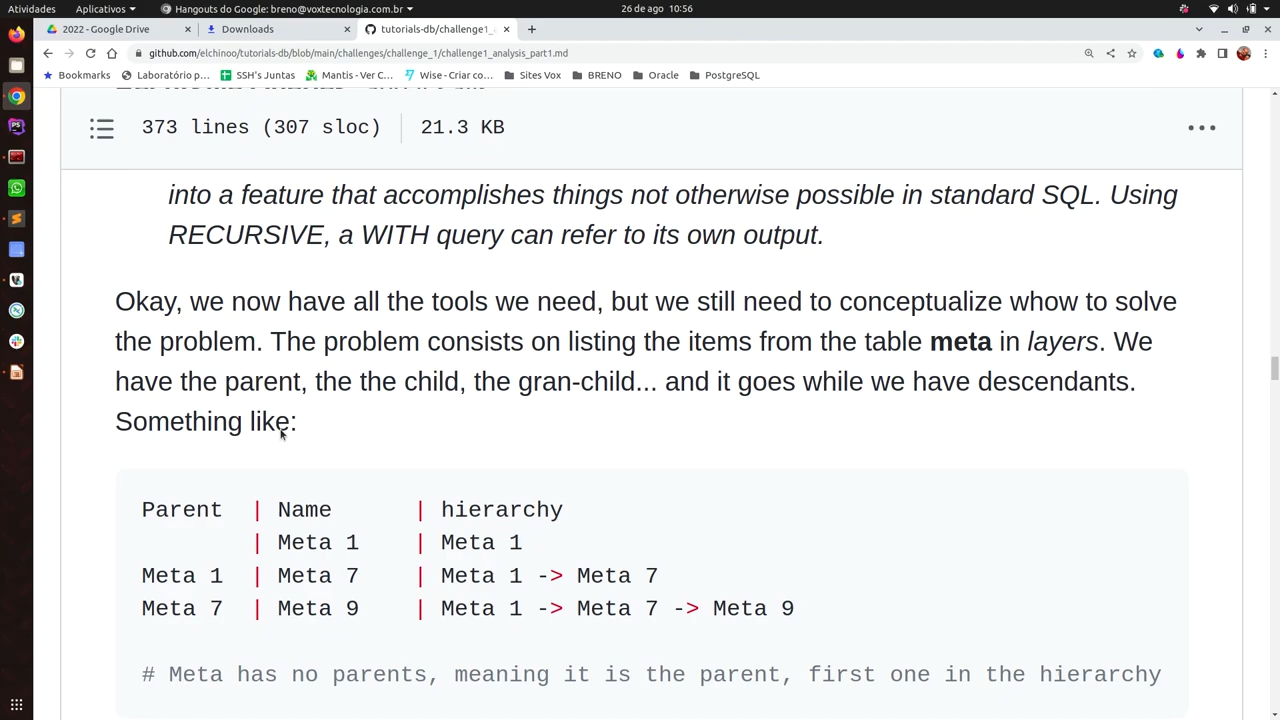 Atividades Aplicativos Hangouts do Google: breno@voxtecnologia.com.br 26 de ago 10:56
2022 - Google Drive Downloads tutorials-db/challenge1_
github.com/elchinoo/tutorials-db/blob/main/challenges/challenge_1/challenge1_analysis_part1.md
Bookmarks Laboratório p... SSH's Juntas Mantis - Ver C... Wise - Criar co... Sites Vox BRENO Oracle PostgreSQL
373 lines (307 sloc) 21.3 KB
into a feature that accomplishes things not otherwise possible in standard SQL. Using
RECURSIVE, a WITH query can refer to its own output.
Okay, we now have all the tools we need, but we still need to conceptualize whow to solve
the problem. The problem consists on listing the items from the table meta in layers. We
have the parent, the the child, the gran-child... and it goes while we have descendants.
Something like:
Parent | Name | hierarchy
| Meta 1 | Meta 1
Meta 1 | Meta 7 | Meta 1 -> Meta 7
Meta 7 | Meta 9 | Meta 1 -> Meta 7 -> Meta 9
# Meta has no parents, meaning it is the parent, first one in the hierarchy